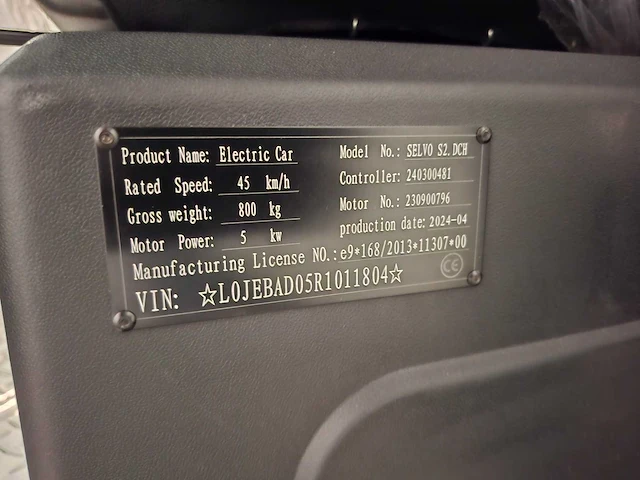 Product Name: Electric Car
Model No.: SELVO S2.DCH
Rated Speed: 45 km/h
Controller: 240300481
Gross weight: 800 kg
Motor No.: 230900796
Motor Power: 5 kw
production date: 2024-04
Manufacturing License NO.: e9*168/2013*11307*00
VIN: ☆L0JEBAD05R1011804☆
CE